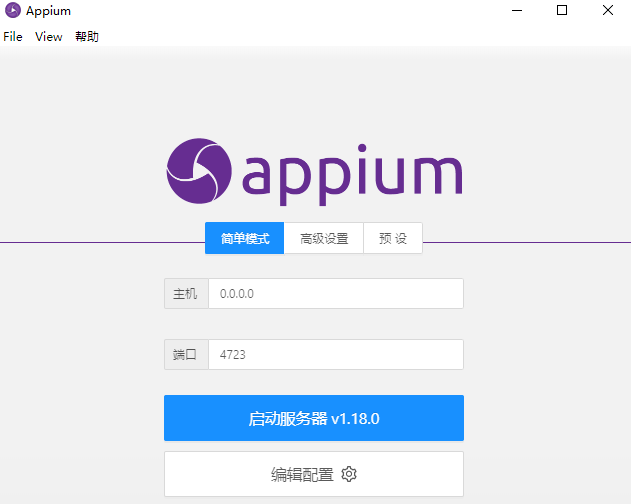 Appium
File View 帮助
appium
简单模式 高级设置 预 设
主机 0.0.0.0
端口 4723
启动服务器 v1.18.0
编辑配置